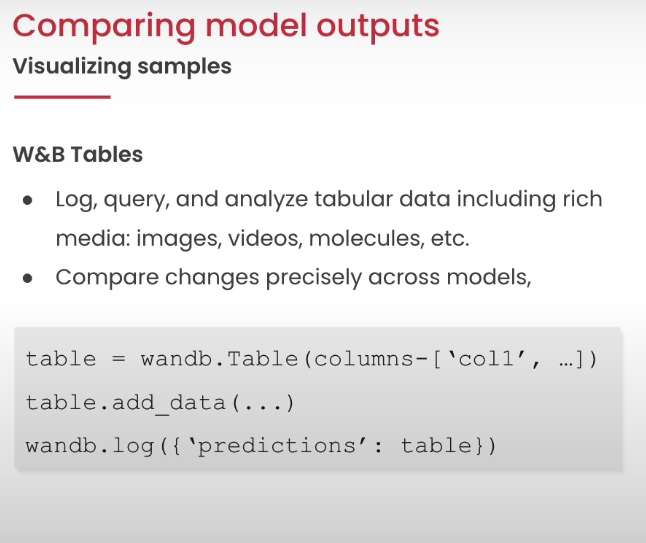 Comparing model outputs
Visualizing samples
W&B Tables
● Log, query, and analyze tabular data including rich
media: images, videos, molecules, etc.
● Compare changes precisely across models,
table = wandb.Table(columns-[‘col1’, …])
table.add_data(...)
wandb.log({‘predictions’: table})